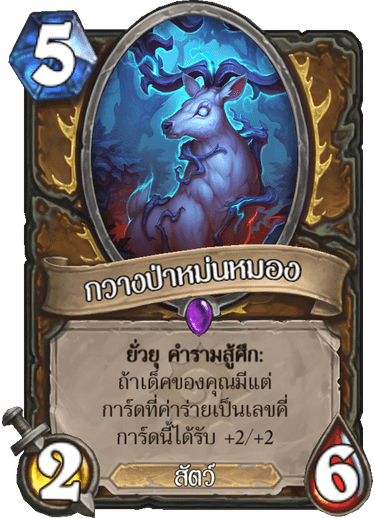 5
กวางป่าหม่นหมอง
ยั่วยุ คำรามสู้ศึก:
ถ้าเด็คของคุณมีแต่
การ์ดที่ค่าร่ายเป็นเลขคี่
การ์ดนี้ได้รับ +2/+2
2
สัตว์
6